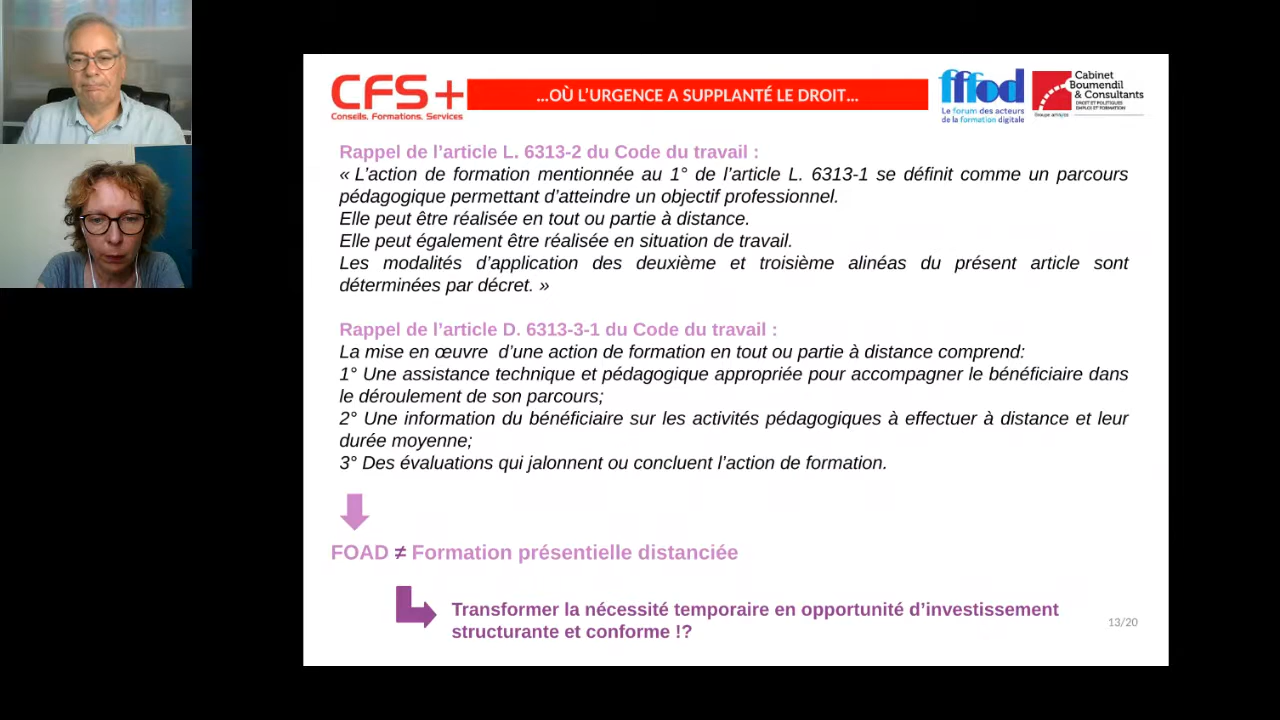 CFS+
Conseils, Formations, Services
...OÙ L'URGENCE A SUPPLANTÉ LE DROIT...
fffod
Le forum des acteurs
de la formation digitale
Cabinet
Boumendil
& Consultants
DROIT ET POLITIQUES
EMPLOI ET FORMATION
Rappel de l'article L. 6313-2 du Code du travail :
« L'action de formation mentionnée au 1° de l'article L. 6313-1 se définit comme un parcours
pédagogique permettant d'atteindre un objectif professionnel.
Elle peut être réalisée en tout ou partie à distance.
Elle peut également être réalisée en situation de travail.
Les modalités d'application des deuxième et troisième alinéas du présent article sont
déterminées par décret. »
Rappel de l'article D. 6313-3-1 du Code du travail :
La mise en œuvre d'une action de formation en tout ou partie à distance comprend:
1° Une assistance technique et pédagogique appropriée pour accompagner le bénéficiaire dans
le déroulement de son parcours;
2° Une information du bénéficiaire sur les activités pédagogiques à effectuer à distance et leur
durée moyenne;
3° Des évaluations qui jalonnent ou concluent l'action de formation.
FOAD ≠ Formation présentielle distanciée
Transformer la nécessité temporaire en opportunité d'investissement
structurante et conforme !?
13/20